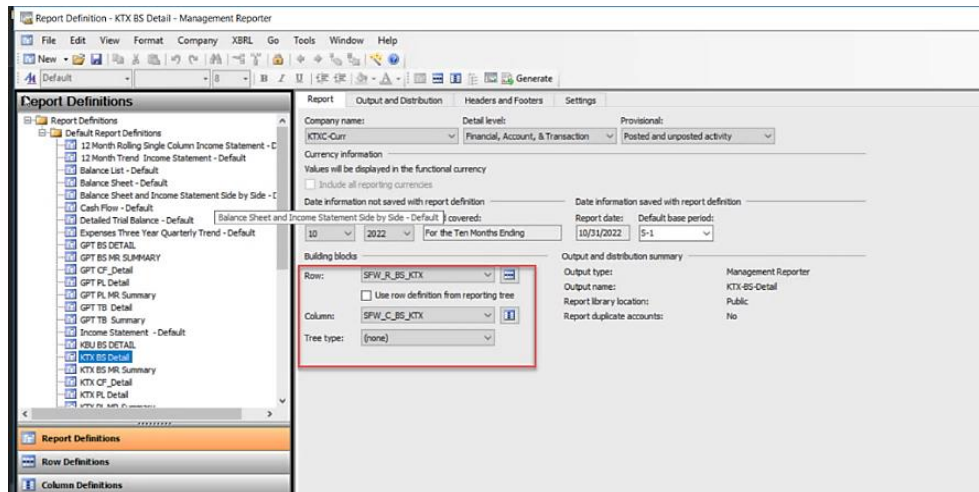 Report Definition - KTX BS Detail - Management Reporter
File Edit View Format Company XBRL Go Tools Window Help
New
Default 8 B I U Generate
Report Definitions
Report Output and Distribution Headers and Footers Settings
Report Definitions
Default Report Definitions
12 Month Rolling Single Column Income Statement - D
12 Month Trend Income Statement - Default
Balance List - Default
Balance Sheet - Default
Balance Sheet and Income Statement Side by Side - D
Cash Flow - Default
Detailed Trial Balance - Default
Expenses Three Year Quarterly Trend - Default
GPT BS DETAIL
GPT BS MR SUMMARY
GPT CF_Detail
GPT PL Detail
GPT PL MR Summary
GPT TB Detail
GPT TB Summary
Income Statement - Default
KBU BS DETAIL
KTX BS Detail
KTX BS MR Summary
KTX CF_Detail
KTX PL Detail
KTX PL MR Summary
Report Definitions
Row Definitions
Column Definitions
Company name: Detail level: Provisional:
KTXC-Curr Financial, Account, & Transaction Posted and unposted activity
Currency information
Values will be displayed in the functional currency
Include all reporting currencies
Date information not saved with report definition Date information saved with report definition
Balance Sheet and Income Statement Side by Side - Default covered: Report date: Default base period:
10 2022 For the Ten Months Ending 10/31/2022 S-1
Building blocks Output and distribution summary
Row: SFW_R_BS_KTX
Use row definition from reporting tree
Column: SFW_C_BS_KTX
Tree type: (none)
Output type: Management Reporter
Output name: KTX-BS-Detail
Report library location: Public
Report duplicate accounts: No